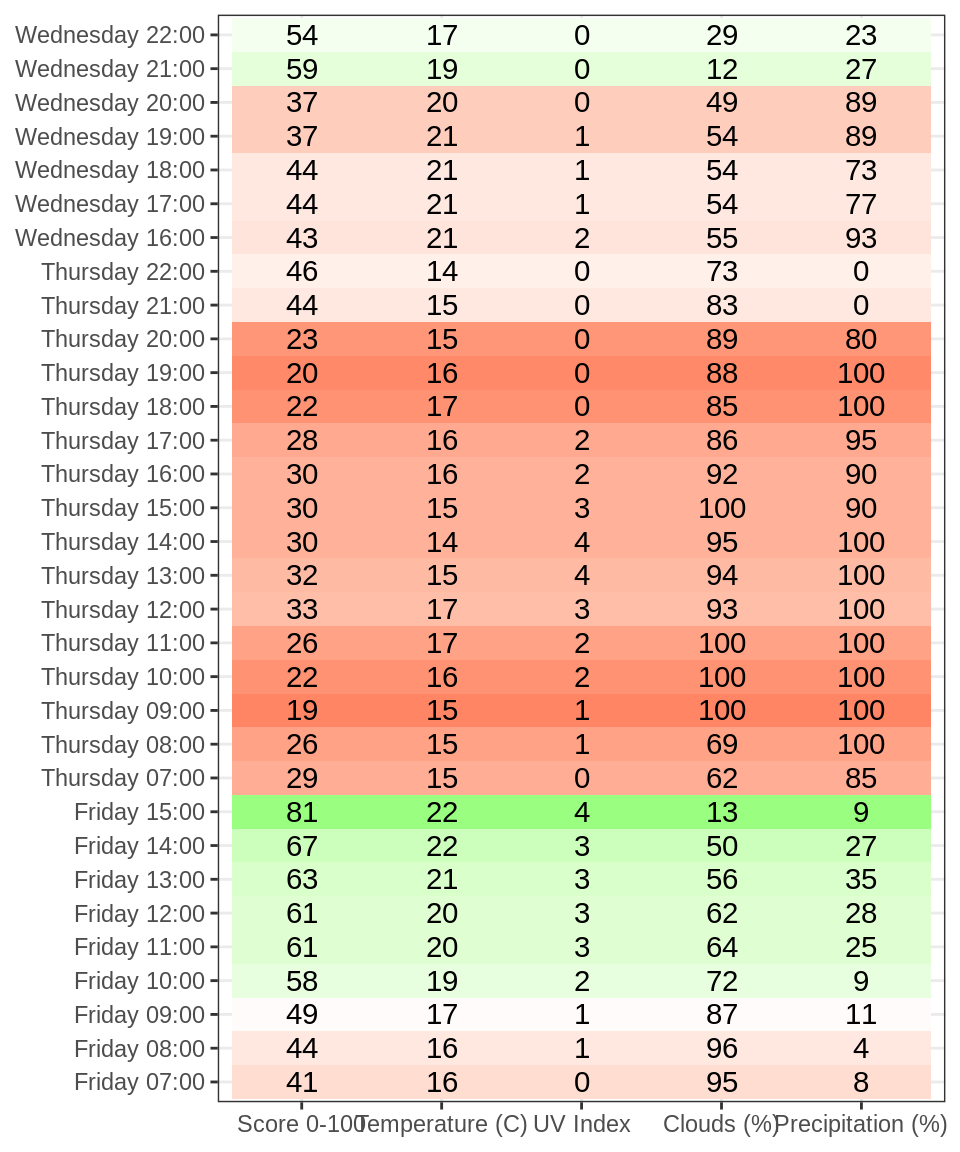 Wednesday 22:00 54 17 0 29 23
Wednesday 21:00 59 19 0 12 27
Wednesday 20:00 37 20 0 49 89
Wednesday 19:00 37 21 1 54 89
Wednesday 18:00 44 21 1 54 73
Wednesday 17:00 44 21 1 54 77
Wednesday 16:00 43 21 2 55 93
Thursday 22:00 46 14 0 73 0
Thursday 21:00 44 15 0 83 0
Thursday 20:00 23 15 0 89 80
Thursday 19:00 20 16 0 88 100
Thursday 18:00 22 17 0 85 100
Thursday 17:00 28 16 2 86 95
Thursday 16:00 30 16 2 92 90
Thursday 15:00 30 15 3 100 90
Thursday 14:00 30 14 4 95 100
Thursday 13:00 32 15 4 94 100
Thursday 12:00 33 17 3 93 100
Thursday 11:00 26 17 2 100 100
Thursday 10:00 22 16 2 100 100
Thursday 09:00 19 15 1 100 100
Thursday 08:00 26 15 1 69 100
Thursday 07:00 29 15 0 62 85
Friday 15:00 81 22 4 13 9
Friday 14:00 67 22 3 50 27
Friday 13:00 63 21 3 56 35
Friday 12:00 61 20 3 62 28
Friday 11:00 61 20 3 64 25
Friday 10:00 58 19 2 72 9
Friday 09:00 49 17 1 87 11
Friday 08:00 44 16 1 96 4
Friday 07:00 41 16 0 95 8
Score 0-100 Temperature (C) UV Index Clouds (%) Precipitation (%)